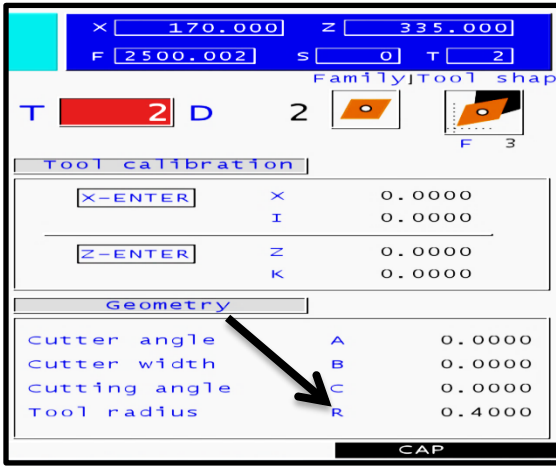 X 170.000 Z 335.000
F 2500.002 S 0 T 2
Family Tool shap
T 2 D 2
F 3
Tool calibration
X-ENTER X 0.0000
I 0.0000
Z-ENTER Z 0.0000
K 0.0000
Geometry
Cutter angle A 0.0000
Cutter width B 0.0000
Cutting angle C 0.0000
Tool radius R 0.4000
CAP